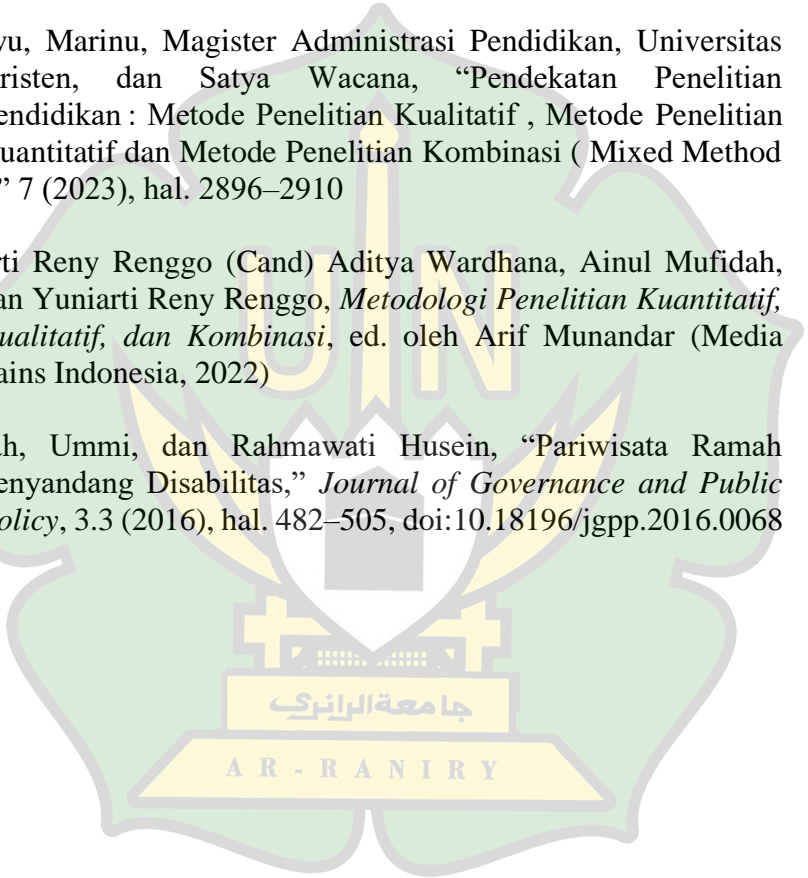 yu, Marinu, Magister Administrasi Pendidikan, Universitas
risten, dan Satya Wacana, “Pendekatan Penelitian
endidikan : Metode Penelitian Kualitatif , Metode Penelitian
uantitatif dan Metode Penelitian Kombinasi ( Mixed Method
” 7 (2023), hal. 2896–2910
rti Reny Renggo (Cand) Aditya Wardhana, Ainul Mufidah,
an Yuniarti Reny Renggo, Metodologi Penelitian Kuantitatif,
ualitatif, dan Kombinasi, ed. oleh Arif Munandar (Media
ains Indonesia, 2022)
ah, Ummi, dan Rahmawati Husein, “Pariwisata Ramah
enyandang Disabilitas,” Journal of Governance and Public
olicy, 3.3 (2016), hal. 482–505, doi:10.18196/jgpp.2016.0068
UIN
جامعة الرانري
AR-RANIRY